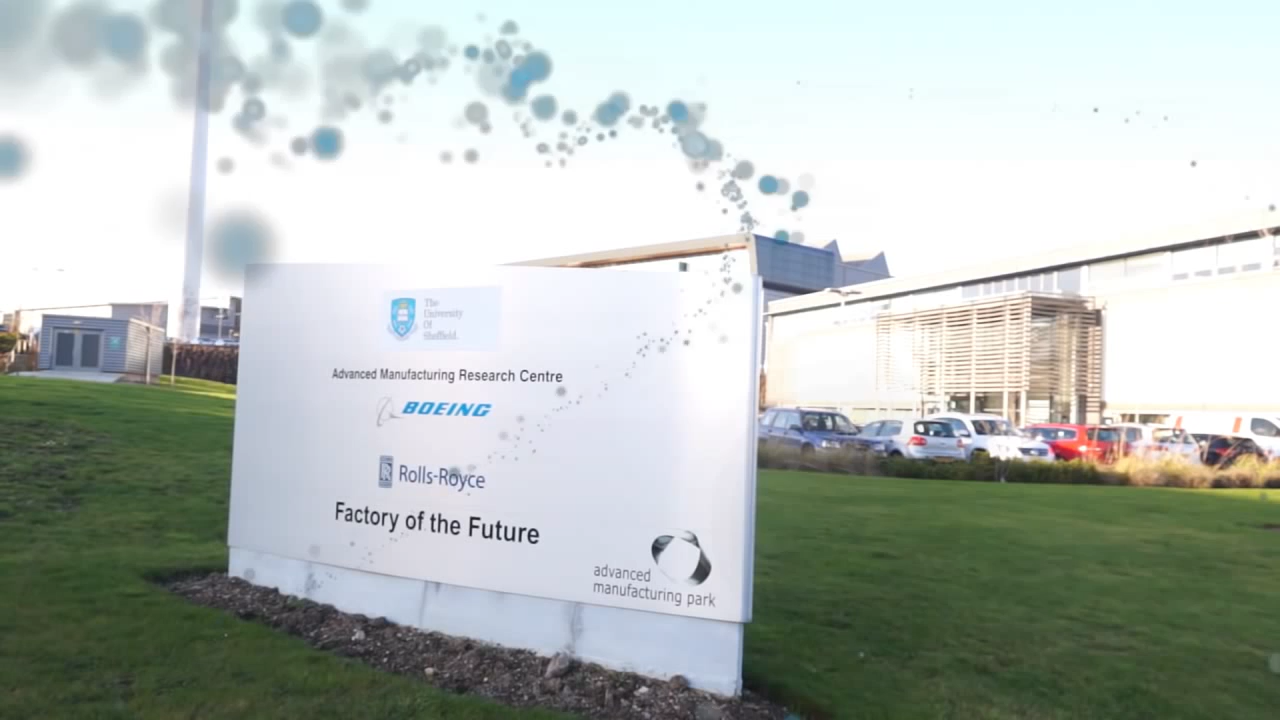 The
University
Of
Sheffield.
Advanced Manufacturing Research Centre
BOEING
Rolls-Royce
Factory of the Future
advanced
manufacturing park